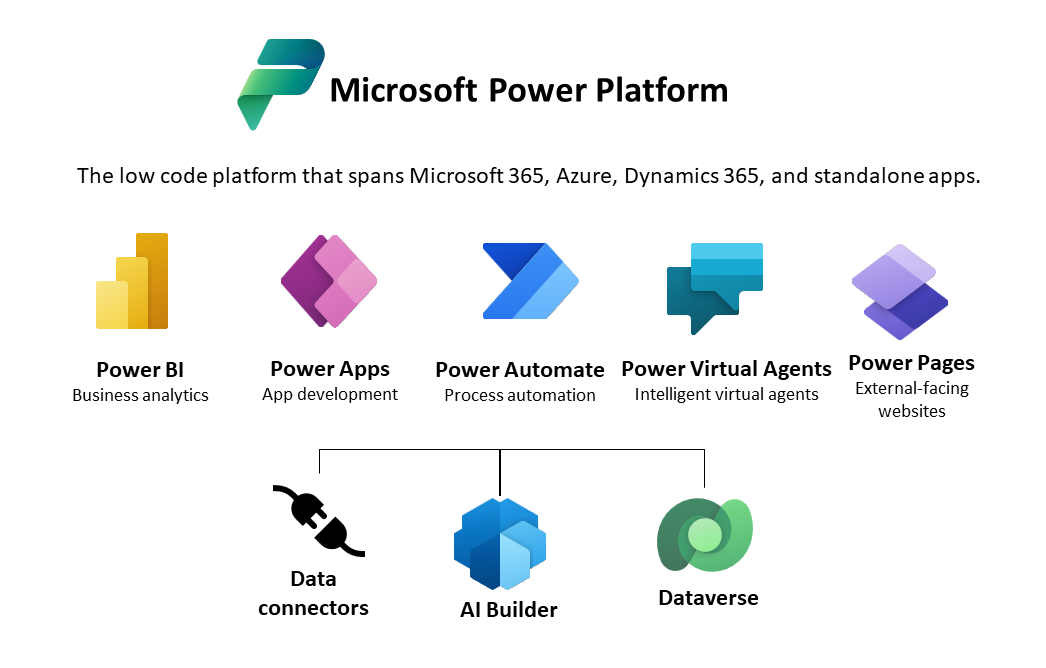 Microsoft Power Platform
The low code platform that spans Microsoft 365, Azure, Dynamics 365, and standalone apps.
Power BI
Business analytics
Power Apps
App development
Power Automate
Process automation
Power Virtual Agents
Intelligent virtual agents
Power Pages
External-facing
websites
Data
connectors
AI Builder
Dataverse